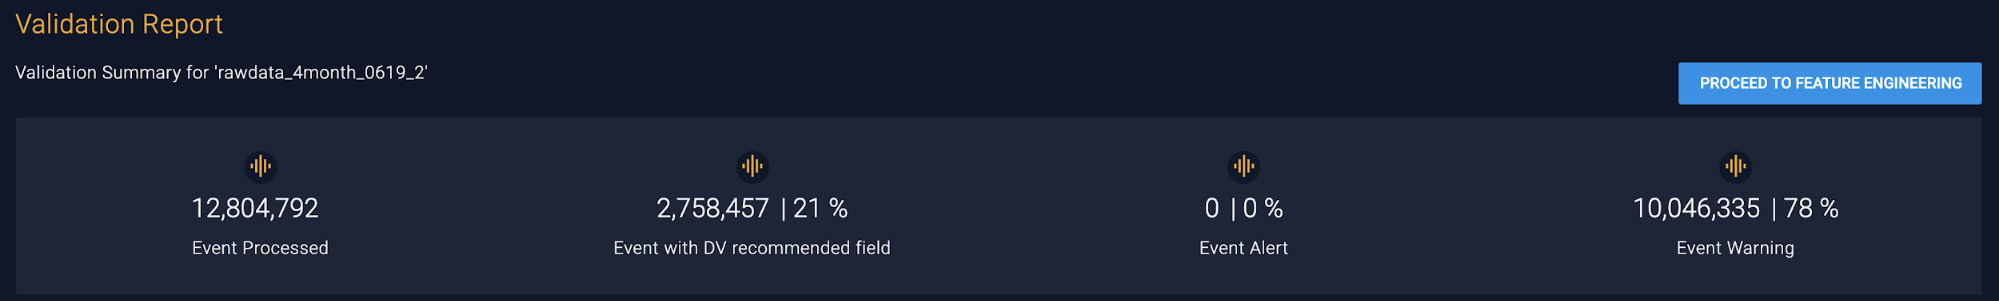 Validation Report
Validation Summary for 'rawdata_4month_0619_2'
PROCEED TO FEATURE ENGINEERING
12,804,792
Event Processed
2,758,457 | 21 %
Event with DV recommended field
0 | 0 %
Event Alert
10,046,335 | 78 %
Event Warning